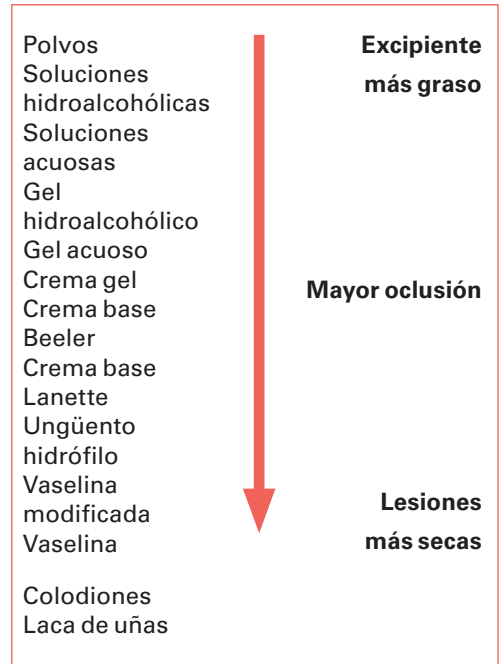 Polvos
Soluciones
hidroalcohólicas
Soluciones
acuosas
Gel
hidroalcohólico
Gel acuoso
Crema gel
Crema base
Beeler
Crema base
Lanette
Ungüento
hidrófilo
Vaselina
modificada
Vaselina
Colodiones
Laca de uñas
Excipiente
más graso
Mayor oclusión
Lesiones
más secas